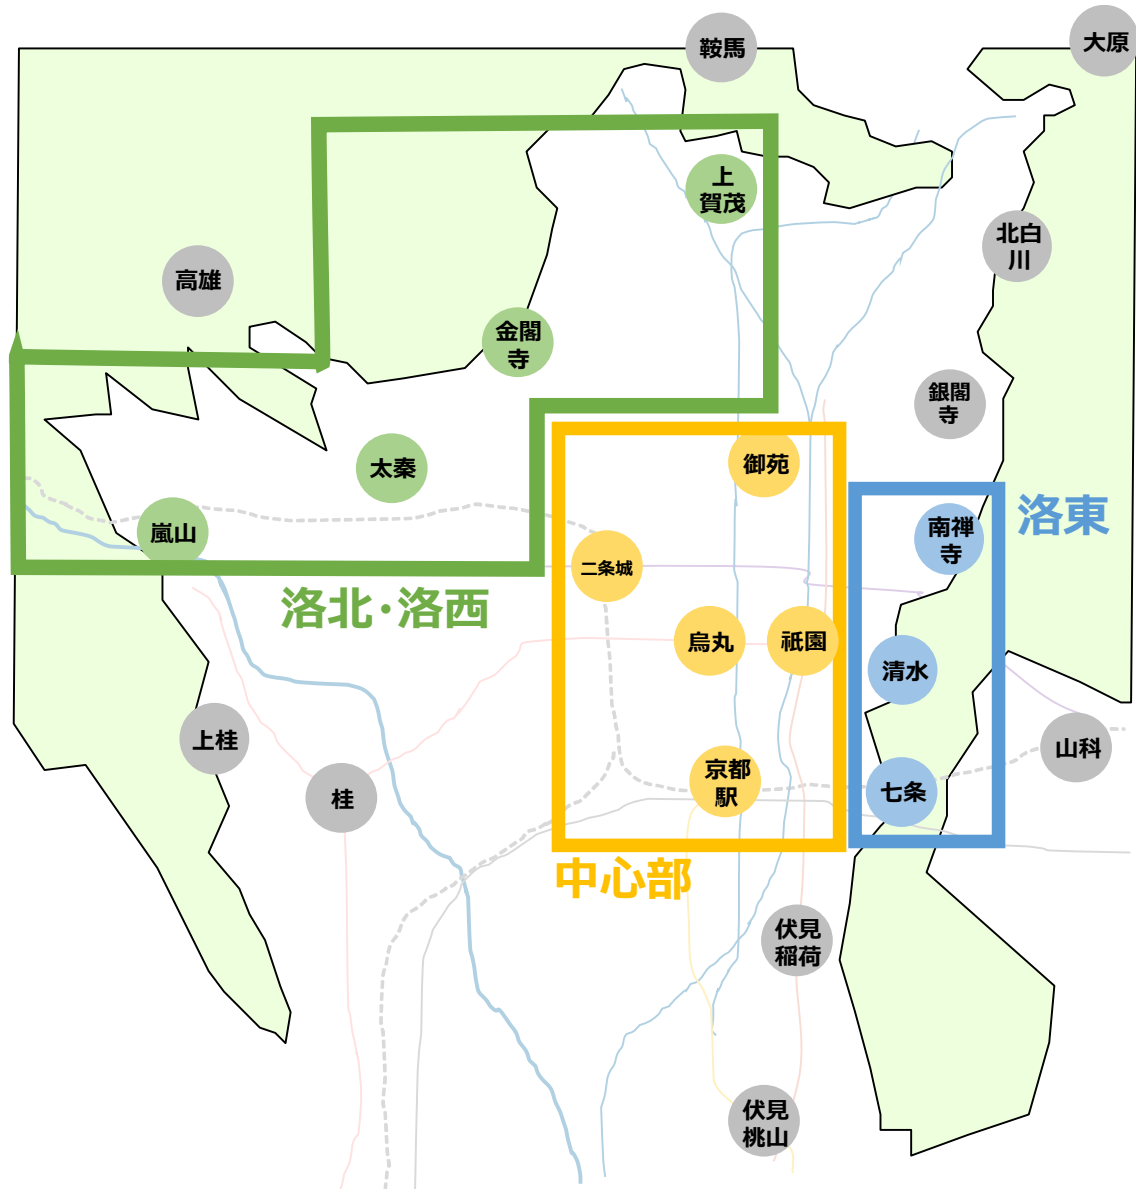 鞍馬
大原
上
賀茂
北白
川
高雄
金閣
寺
銀閣
寺
太秦
御苑
嵐山
南禅
寺
洛東
二条城
洛北・洛西
烏丸
祇園
清水
上桂
山科
桂
京都
駅
七条
中心部
伏見
稲荷
伏見
桃山